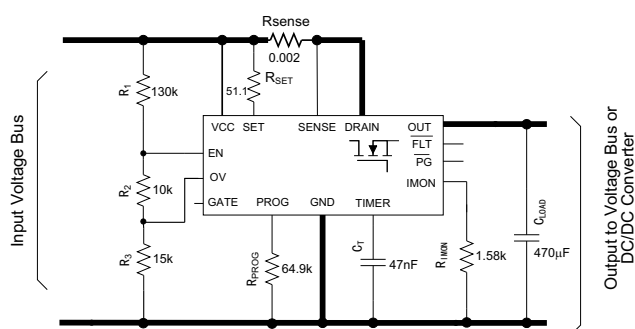 Rsense
0.002
R1
130k
RSET
51.1
VCC SET SENSE DRAIN OUT
FLT
PG
EN
OV
IMON
GATE PROG GND TIMER
R2
10k
R3
15k
RPROG
64.9k
CT
47nF
RIMON
1.58k
CLOAD
470μF
Input Voltage Bus
Output to Voltage Bus or
DC/DC Converter